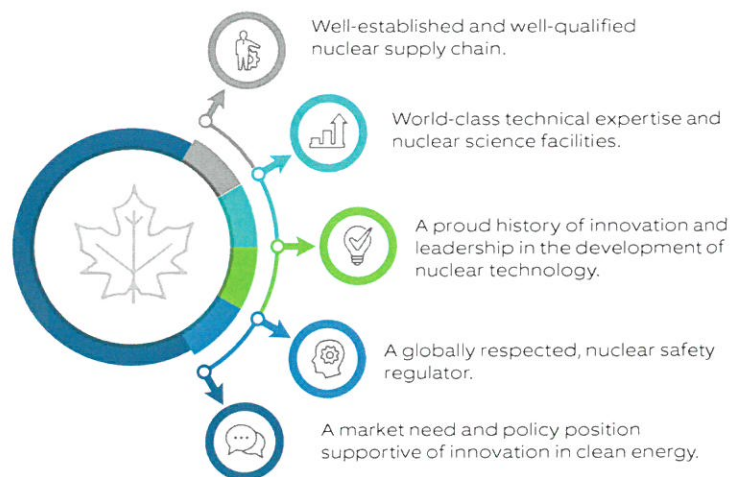 Well-established and well-qualified
nuclear supply chain.
World-class technical expertise and
nuclear science facilities.
A proud history of innovation and
leadership in the development of
nuclear technology.
A globally respected, nuclear safety
regulator.
A market need and policy position
supportive of innovation in clean energy.